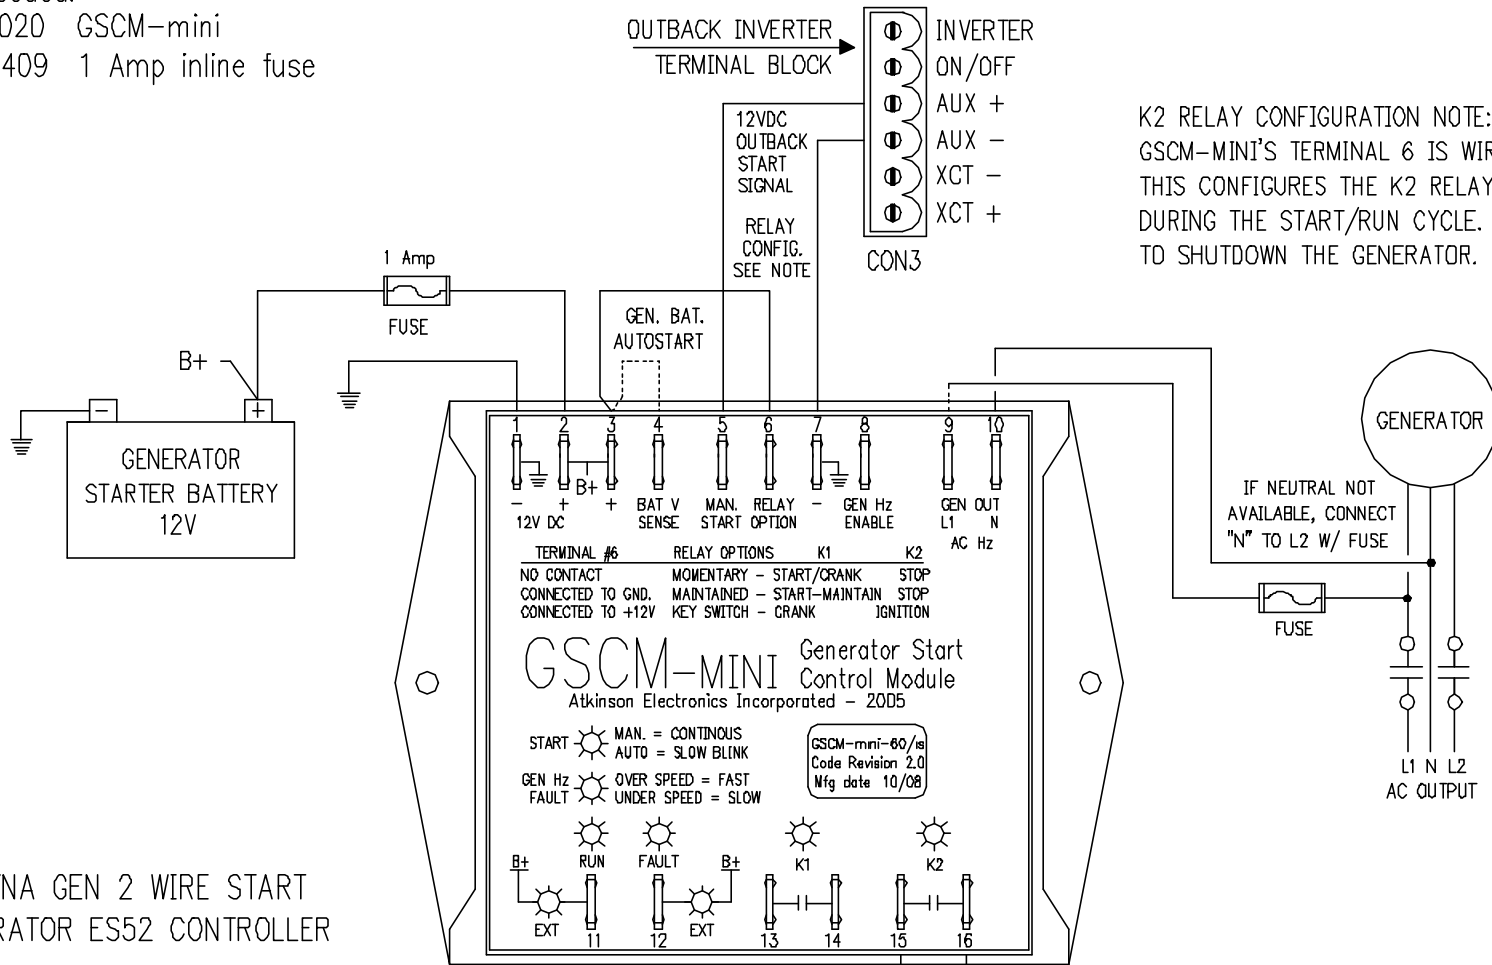 020 GSCM-mini
409 1 Amp inline fuse
OUTBACK INVERTER
TERMINAL BLOCK
INVERTER
ON/OFF
AUX +
AUX -
XCT -
XCT +
CON3
12VDC
OUTBACK
START
SIGNAL
RELAY
CONFIG.
SEE NOTE
K2 RELAY CONFIGURATION NOTE:
GSCM-MINI'S TERMINAL 6 IS WIR
THIS CONFIGURES THE K2 RELAY
DURING THE START/RUN CYCLE.
TO SHUTDOWN THE GENERATOR.
1 Amp
FUSE
GEN. BAT.
AUTOSTART
B+
- +
GENERATOR
STARTER BATTERY
12V
GENERATOR
IF NEUTRAL NOT
AVAILABLE, CONNECT
"N" TO L2 W/ FUSE
FUSE
L1 N L2
AC OUTPUT
1 2 3 4 5 6 7 8 9 10
B+
- + + BAT V MAN. RELAY - GEN Hz GEN OUT
12V DC SENSE START OPTION ENABLE L1 N
AC Hz
TERMINAL #6 RELAY OPTIONS K1 K2
NO CONTACT MOMENTARY - START/CRANK STOP
CONNECTED TO GND. MAINTAINED - START-MAINTAIN STOP
CONNECTED TO +12V KEY SWITCH - CRANK IGNITION
GSCM-MINI Generator Start
Control Module
Atkinson Electronics Incorporated - 2005
START MAN. = CONTINOUS
AUTO = SLOW BLINK
GEN Hz OVER SPEED = FAST
FAULT UNDER SPEED = SLOW
GSCM-mini-60/is
Code Revision 2.0
Mfg date 10/08
B+ RUN FAULT B+ K1 K2
EXT 11 12 EXT 13 14 15 16
NA GEN 2 WIRE START
RATOR ES52 CONTROLLER